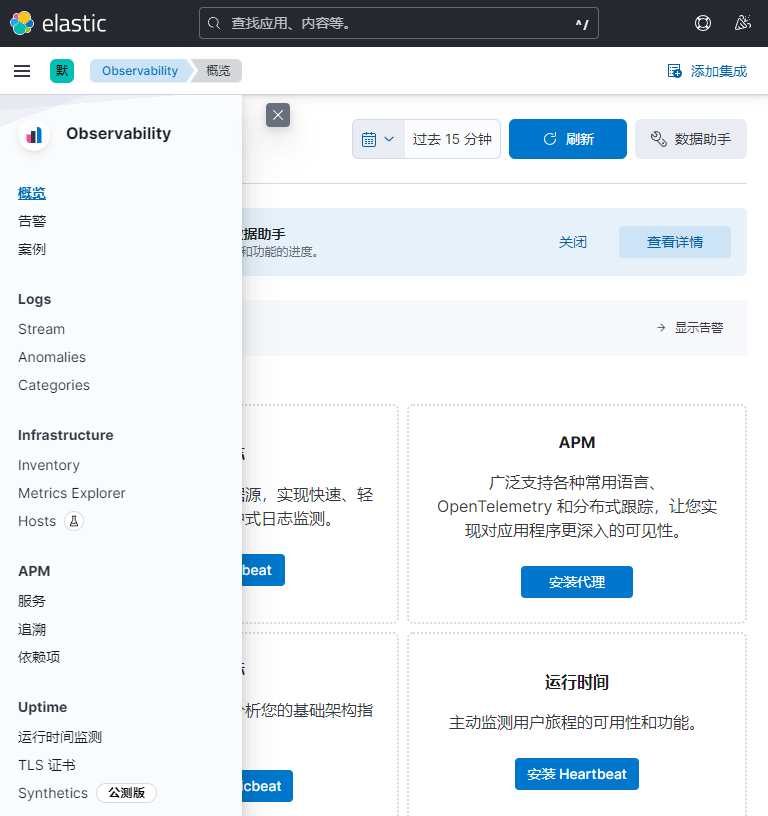 elastic
查找应用、内容等。
^/
默
Observability
概览
添加集成
Observability
概览
告警
案例
Logs
Stream
Anomalies
Categories
Infrastructure
Inventory
Metrics Explorer
Hosts
APM
服务
追溯
依赖项
Uptime
运行时间监测
TLS 证书
Synthetics
公测版
过去 15 分钟
刷新
数据助手
据助手
和功能的进度。
关闭
查看详情
显示告警
源，实现快速、轻
式日志监测。
beat
APM
广泛支持各种常用语言、
OpenTelemetry 和分布式跟踪，让您实
现对应用程序更深入的可见性。
安装代理
析您的基础架构指
icbeat
运行时间
主动监测用户旅程的可用性和功能。
安装 Heartbeat